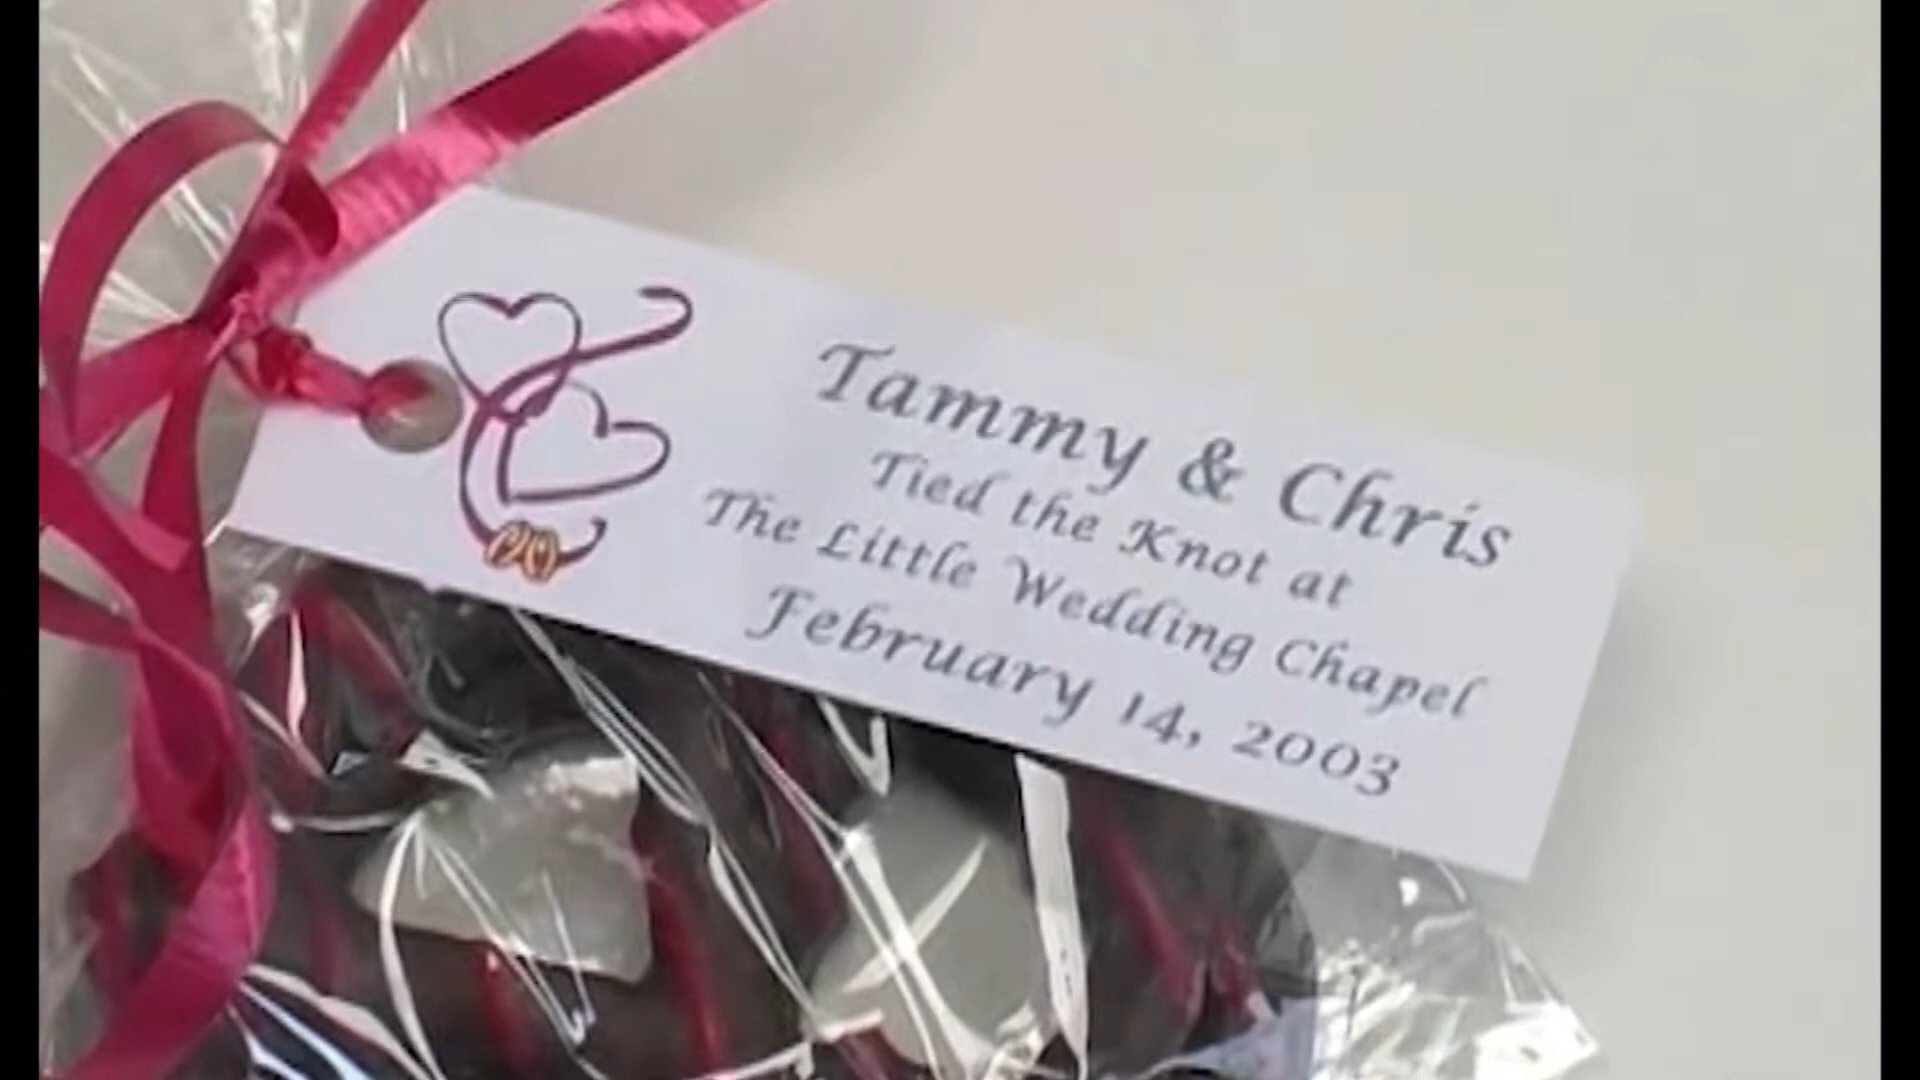 Tammy & Chris
Tied the Knot at
The Little Wedding Chapel
February 14, 2003